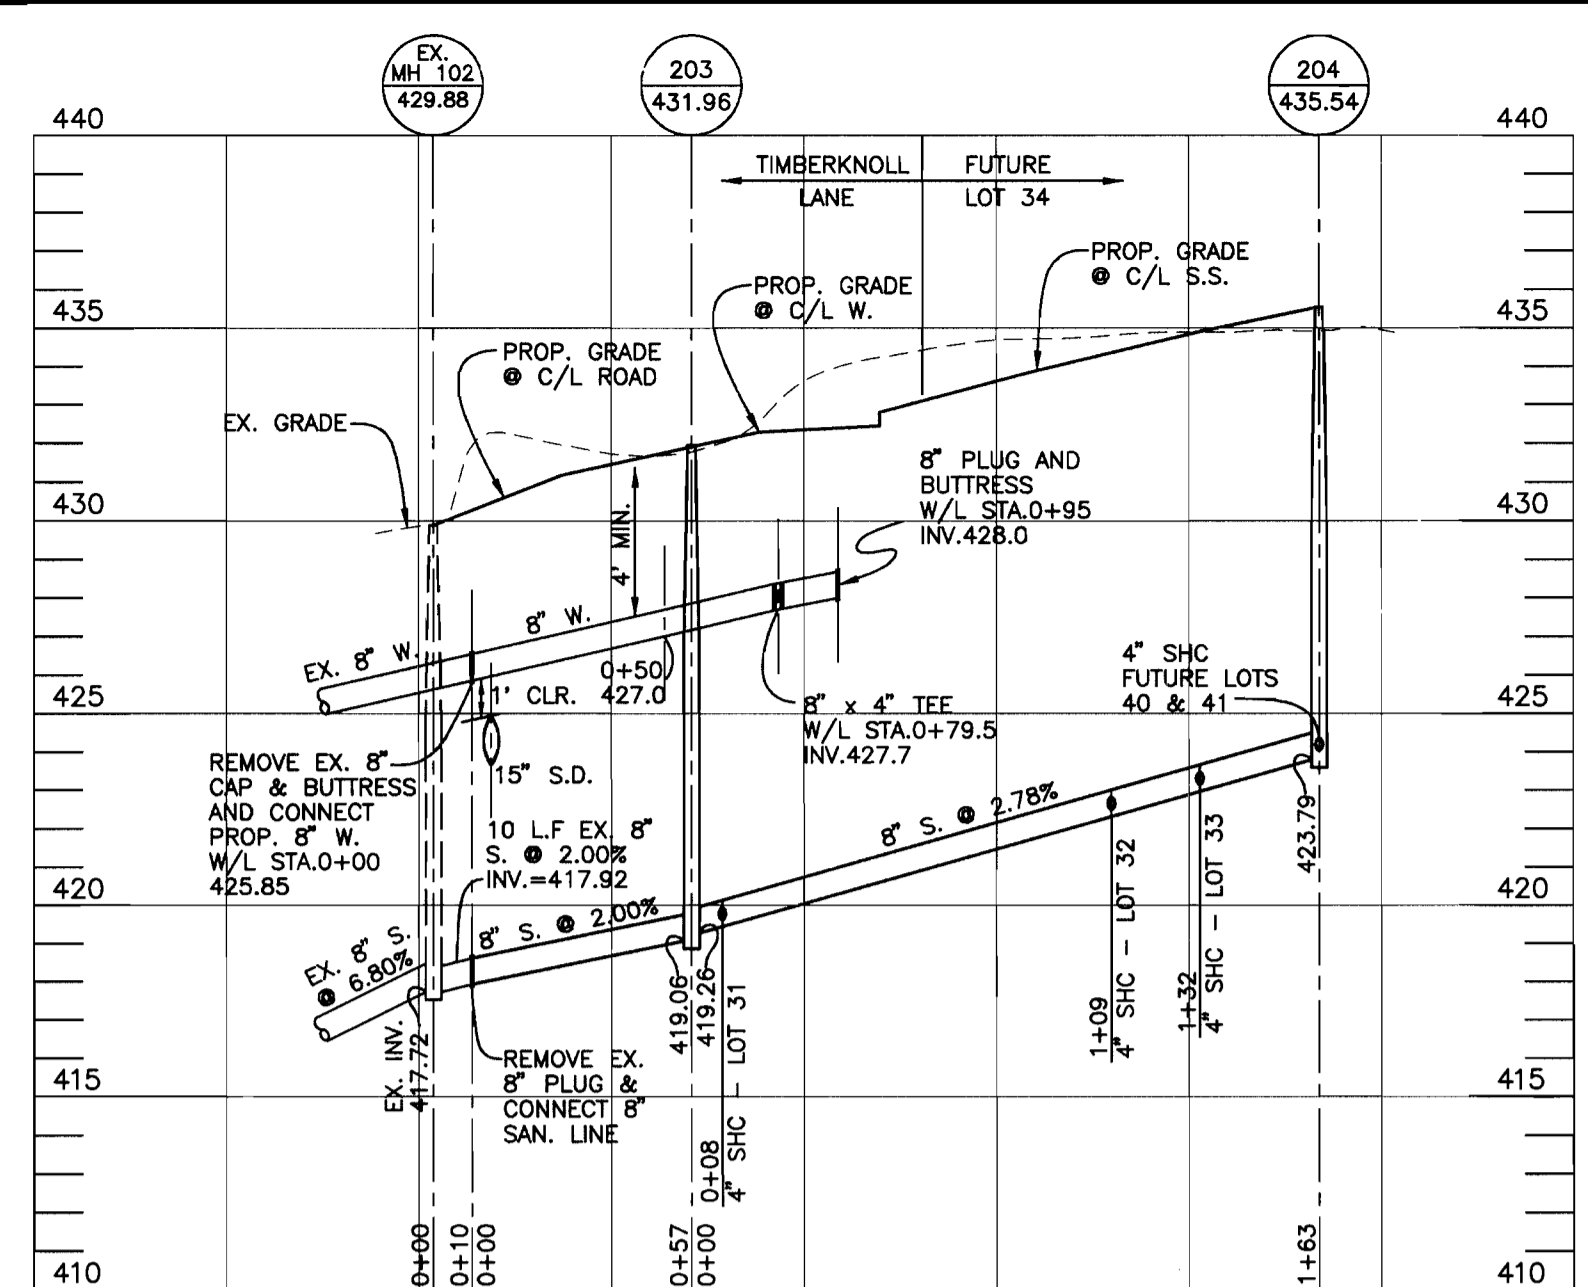 EX.
MH 102
429.88
203
431.96
204
435.54
440
440
TIMBERKNOLL
LANE
FUTURE
LOT 34
PROP. GRADE
@ C/L S.S.
PROP. GRADE
@ C/L W.
435
435
PROP. GRADE
@ C/L ROAD
EX. GRADE
8" PLUG AND
BUTTRESS
W/L STA.0+95
INV.428.0
430
430
4' MIN.
8" W.
EX. 8" W.
0+50
427.0
1' CLR.
4" SHC
FUTURE LOTS
40 & 41
425
425
8" x 4" TEE
W/L STA.0+79.5
INV.427.7
REMOVE EX. 8"
CAP & BUTTRESS
AND CONNECT
PROP. 8" W.
W/L STA.0+00
425.85
15" S.D.
10 L.F EX. 8"
S. @ 2.00%
INV.=417.92
8" S. @ 2.78%
423.79
420
420
8" S. @ 2.00%
EX. 8" S.
@ 6.80%
EX. INV.
417.72
419.06
419.26
0+08
4" SHC - LOT 31
1+09
4" SHC - LOT 32
1+32
4" SHC - LOT 33
REMOVE EX.
8" PLUG &
CONNECT 8"
SAN. LINE
415
415
0+00
0+10
0+00
0+57
0+00
1+63
410
410